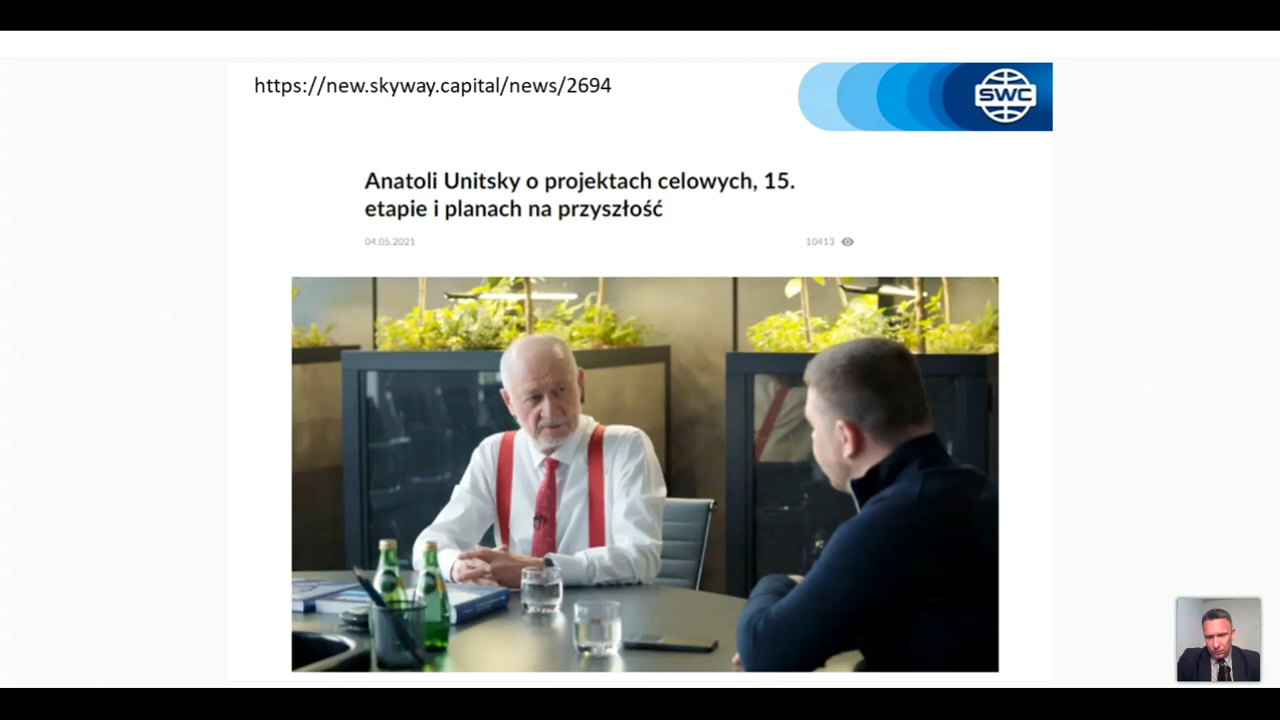 https://new.skyway.capital/news/2694
SWC
Anatoli Unitsky o projektach celowych, 15.
etapie i planach na przyszłość
04.05.2021
10413